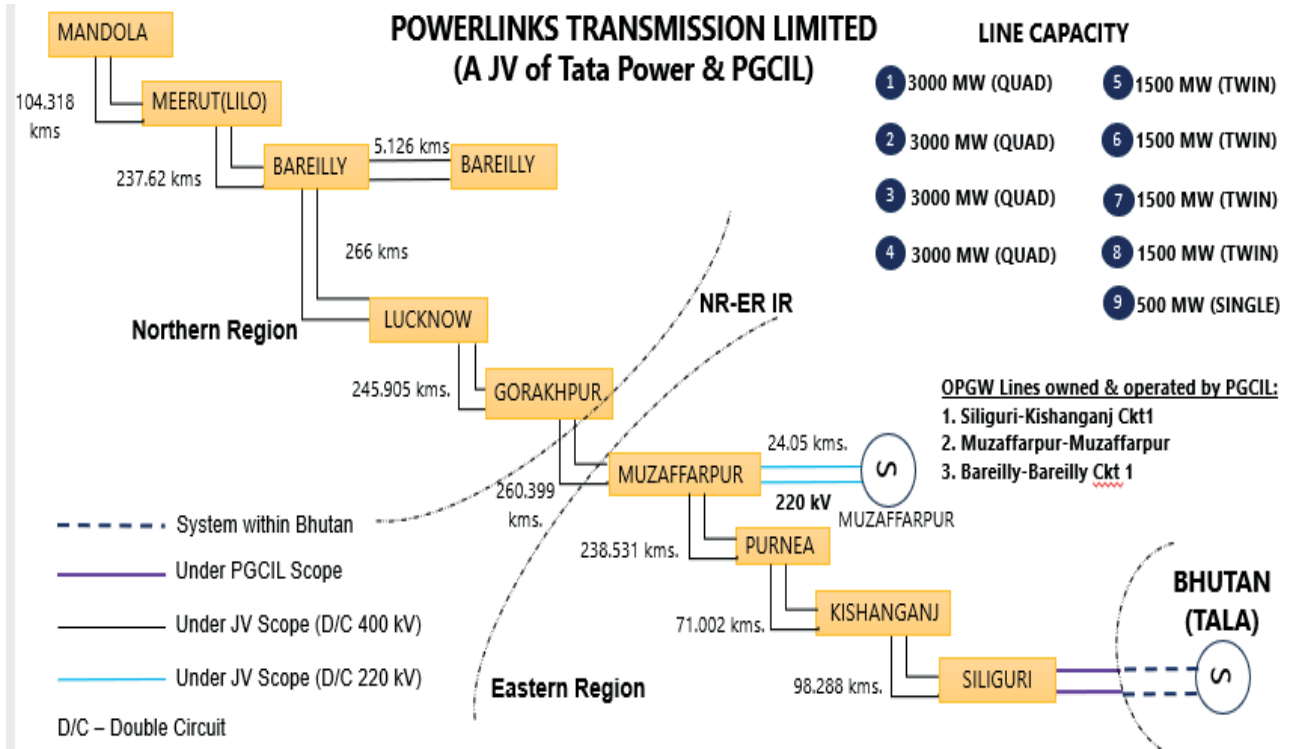 POWERLINKS TRANSMISSION LIMITED
(A JV of Tata Power & PGCIL)
LINE CAPACITY
1 3000 MW (QUAD)
2 3000 MW (QUAD)
3 3000 MW (QUAD)
4 3000 MW (QUAD)
5 1500 MW (TWIN)
6 1500 MW (TWIN)
7 1500 MW (TWIN)
8 1500 MW (TWIN)
9 500 MW (SINGLE)
MANDOLA
104.318
kms
MEERUT(LILO)
237.62 kms
BAREILLY
5.126 kms
BAREILLY
266 kms
Northern Region
LUCKNOW
NR-ER IR
245.905 kms.
GORAKHPUR
OPGW Lines owned & operated by PGCIL:
1. Siliguri-Kishanganj Ckt1
2. Muzaffarpur-Muzaffarpur
3. Bareilly-Bareilly Ckt 1
260.399
kms.
MUZAFFARPUR
24.05 kms.
220 kV
S
MUZAFFARPUR
238.531 kms.
PURNEA
71.002 kms.
KISHANGANJ
98.288 kms.
SILIGURI
BHUTAN
(TALA)
S
Eastern Region
System within Bhutan
Under PGCIL Scope
Under JV Scope (D/C 400 kV)
Under JV Scope (D/C 220 kV)
D/C – Double Circuit